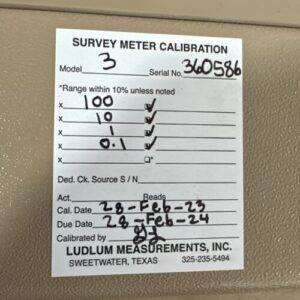 SURVEY METER CALIBRATION
Model 3 Serial No. 360586
*Range within 10% unless noted
x 100
x 10
x 1
x 0.1
x
Ded. Ck. Source S / N
Act. Reads
Cal. Date 28-Feb-23
Due Date 28-Feb-24
Calibrated by
LUDLUM MEASUREMENTS, INC.
SWEETWATER, TEXAS 325-235-5494